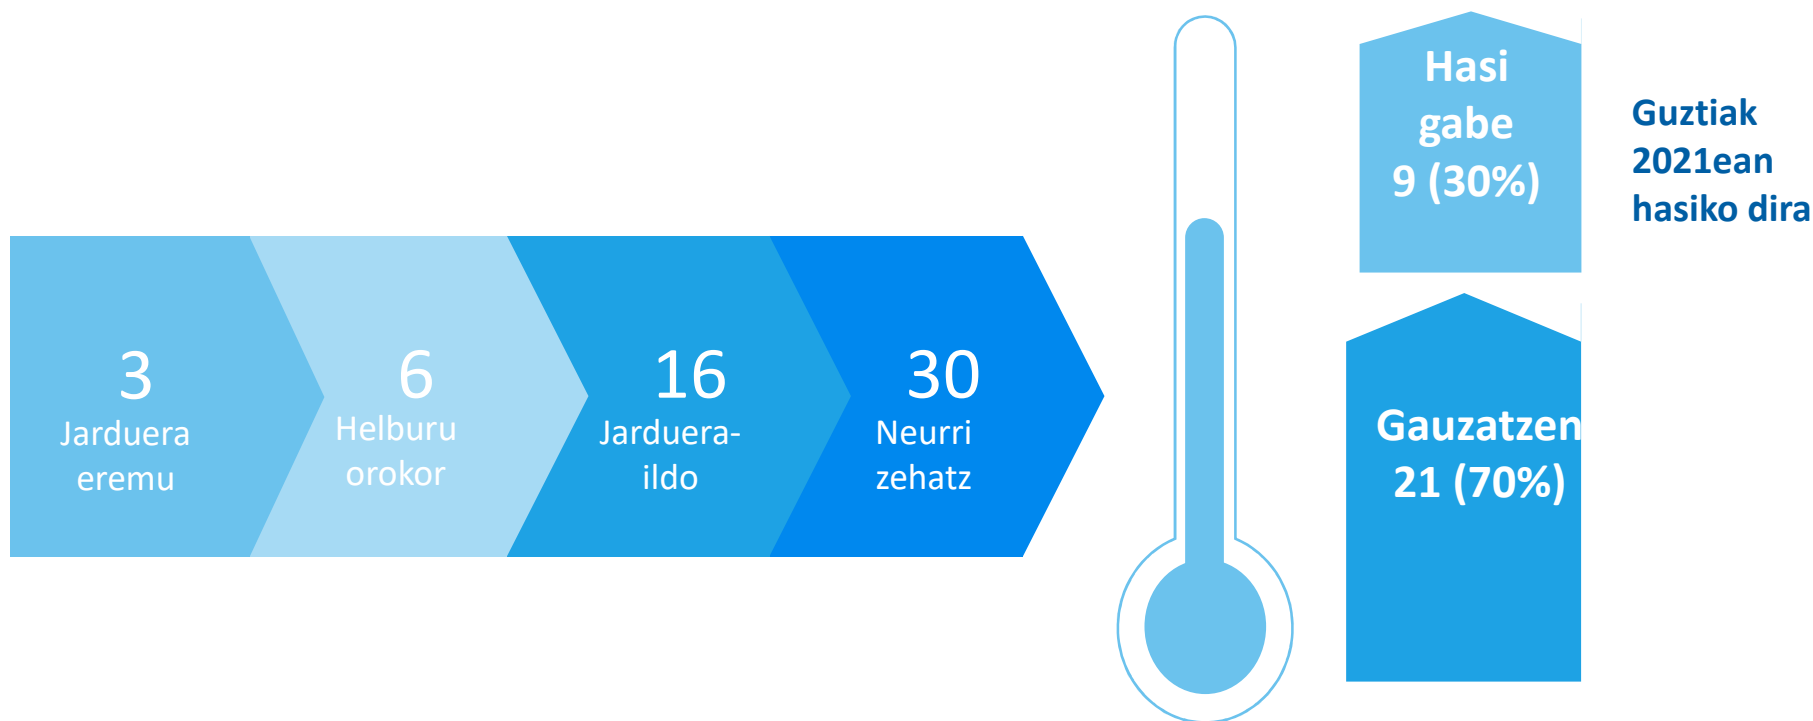 3
Jarduera
eremu
6
Helburu
orokor
16
Jarduera-
ildo
30
Neurri
zehatz
Hasi
gabe
9 (30%)
Guztiak
2021ean
hasiko dira
Gauzatzen
21 (70%)